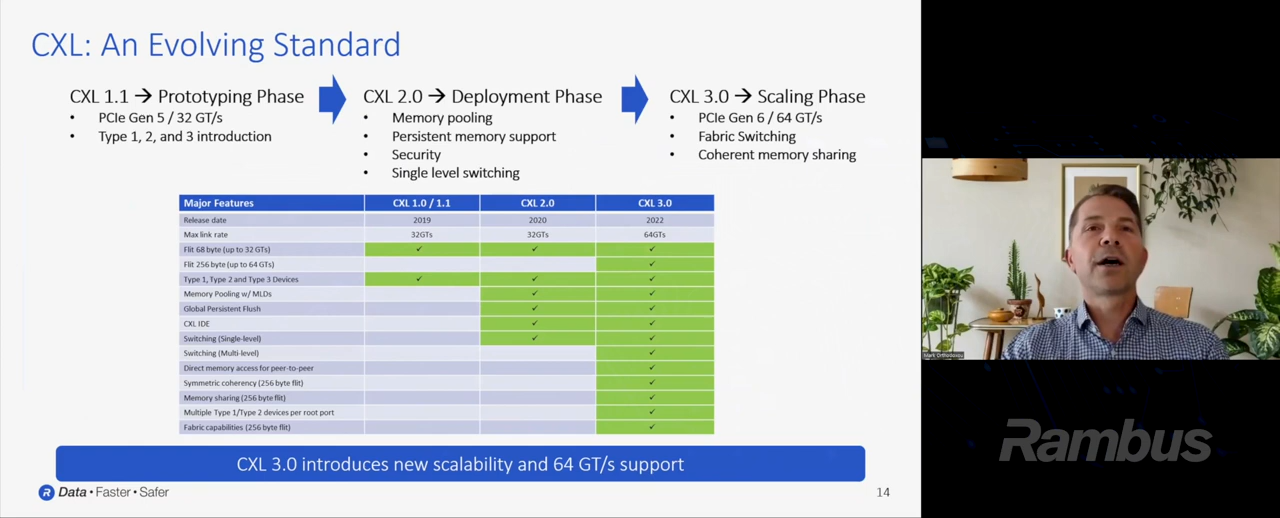 CXL: An Evolving Standard
CXL 1.1 → Prototyping Phase
• PCIe Gen 5 / 32 GT/s
• Type 1, 2, and 3 introduction
CXL 2.0 → Deployment Phase
• Memory pooling
• Persistent memory support
• Security
• Single level switching
CXL 3.0 → Scaling Phase
• PCIe Gen 6 / 64 GT/s
• Fabric Switching
• Coherent memory sharing
Major Features CXL 1.0 / 1.1 CXL 2.0 CXL 3.0
Release date 2019 2020 2022
Max link rate 32GTs 32GTs 64GTs
Flit 68 byte (up to 32 GTs) ✓ ✓ ✓
Flit 256 byte (up to 64 GTs) ✓
Type 1, Type 2 and Type 3 Devices ✓ ✓ ✓
Memory Pooling w/ MLDs ✓ ✓
Global Persistent Flush ✓ ✓
CXL IDE ✓ ✓
Switching (Single-level) ✓ ✓
Switching (Multi-level) ✓
Direct memory access for peer-to-peer ✓
Symmetric coherency (256 byte flit) ✓
Memory sharing (256 byte flit) ✓
Multiple Type 1/Type 2 devices per root port ✓
Fabric capabilities (256 byte flit) ✓
CXL 3.0 introduces new scalability and 64 GT/s support
R Data • Faster • Safer
14
Mark
Rambus